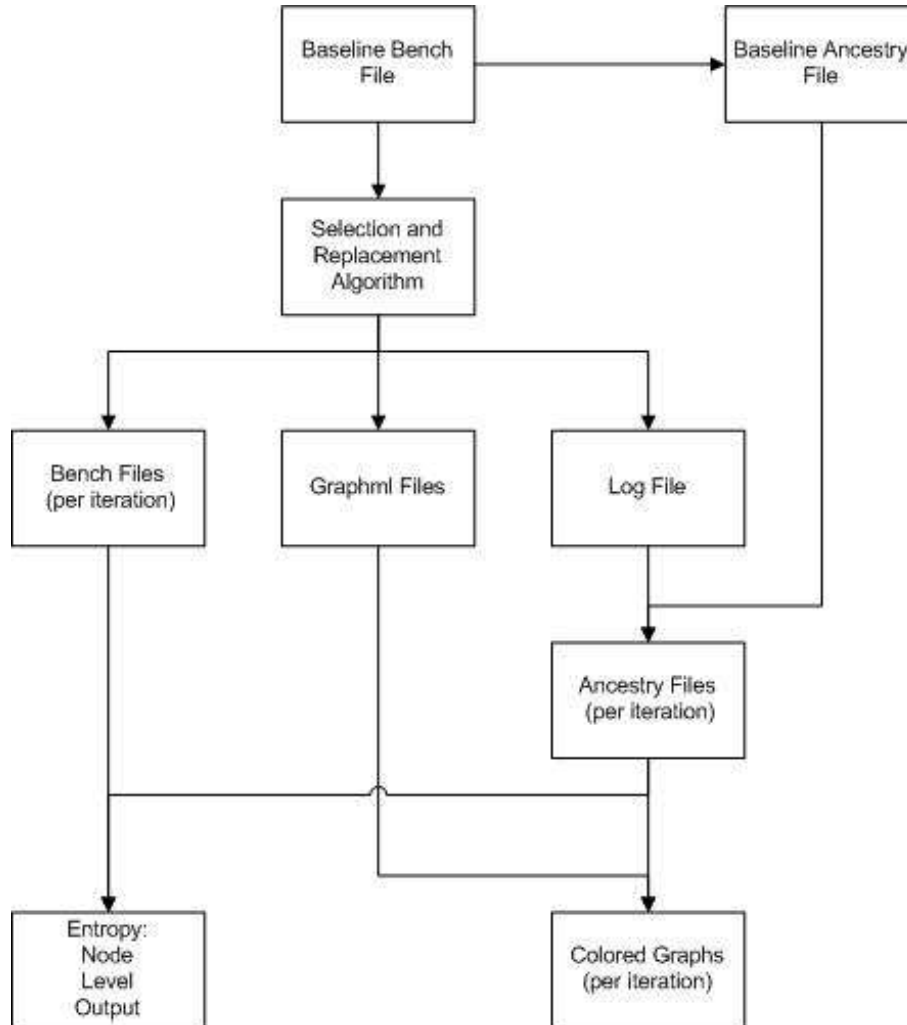 Baseline Bench
File
Baseline Ancestry
File
Selection and
Replacement
Algorithm
Bench Files
(per iteration)
Graphml Files
Log File
Ancestry Files
(per iteration)
Entropy:
Node
Level
Output
Colored Graphs
(per iteration)